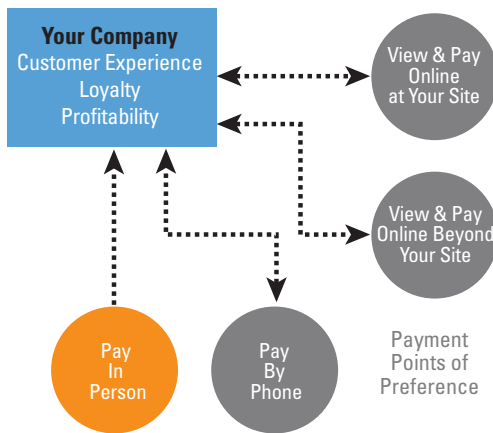 Your Company
Customer Experience
Loyalty
Profitability
View & Pay
Online
at Your Site
View & Pay
Online Beyond
Your Site
Pay
In
Person
Pay
By
Phone
Payment
Points of
Preference